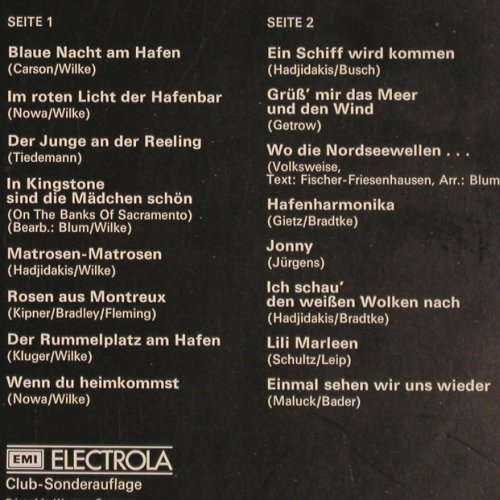 SEITE 1
Blaue Nacht am Hafen
(Carson/Wilke)
Im roten Licht der Hafenbar
(Nowa/Wilke)
Der Junge an der Reeling
(Tiedemann)
In Kingstone
sind die Mädchen schön
(On The Banks Of Sacramento)
(Bearb.: Blum/Wilke)
Matrosen-Matrosen
(Hadjidakis/Wilke)
Rosen aus Montreux
(Kipner/Bradley/Fleming)
Der Rummelplatz am Hafen
(Kluger/Wilke)
Wenn du heimkommst
(Nowa/Wilke)
SEITE 2
Ein Schiff wird kommen
(Hadjidakis/Busch)
Grüß' mir das Meer
und den Wind
(Getrow)
Wo die Nordseewellen . . .
(Volksweise,
Text: Fischer-Friesenhausen, Arr.: Blum
Hafenharmonika
(Gietz/Bradtke)
Jonny
(Jürgens)
Ich schau'
den weißen Wolken nach
(Hadjidakis/Bradtke)
Lili Marleen
(Schultz/Leip)
Einmal sehen wir uns wieder
(Maluck/Bader)
EMI ELECTROLA
Club-Sonderauflage